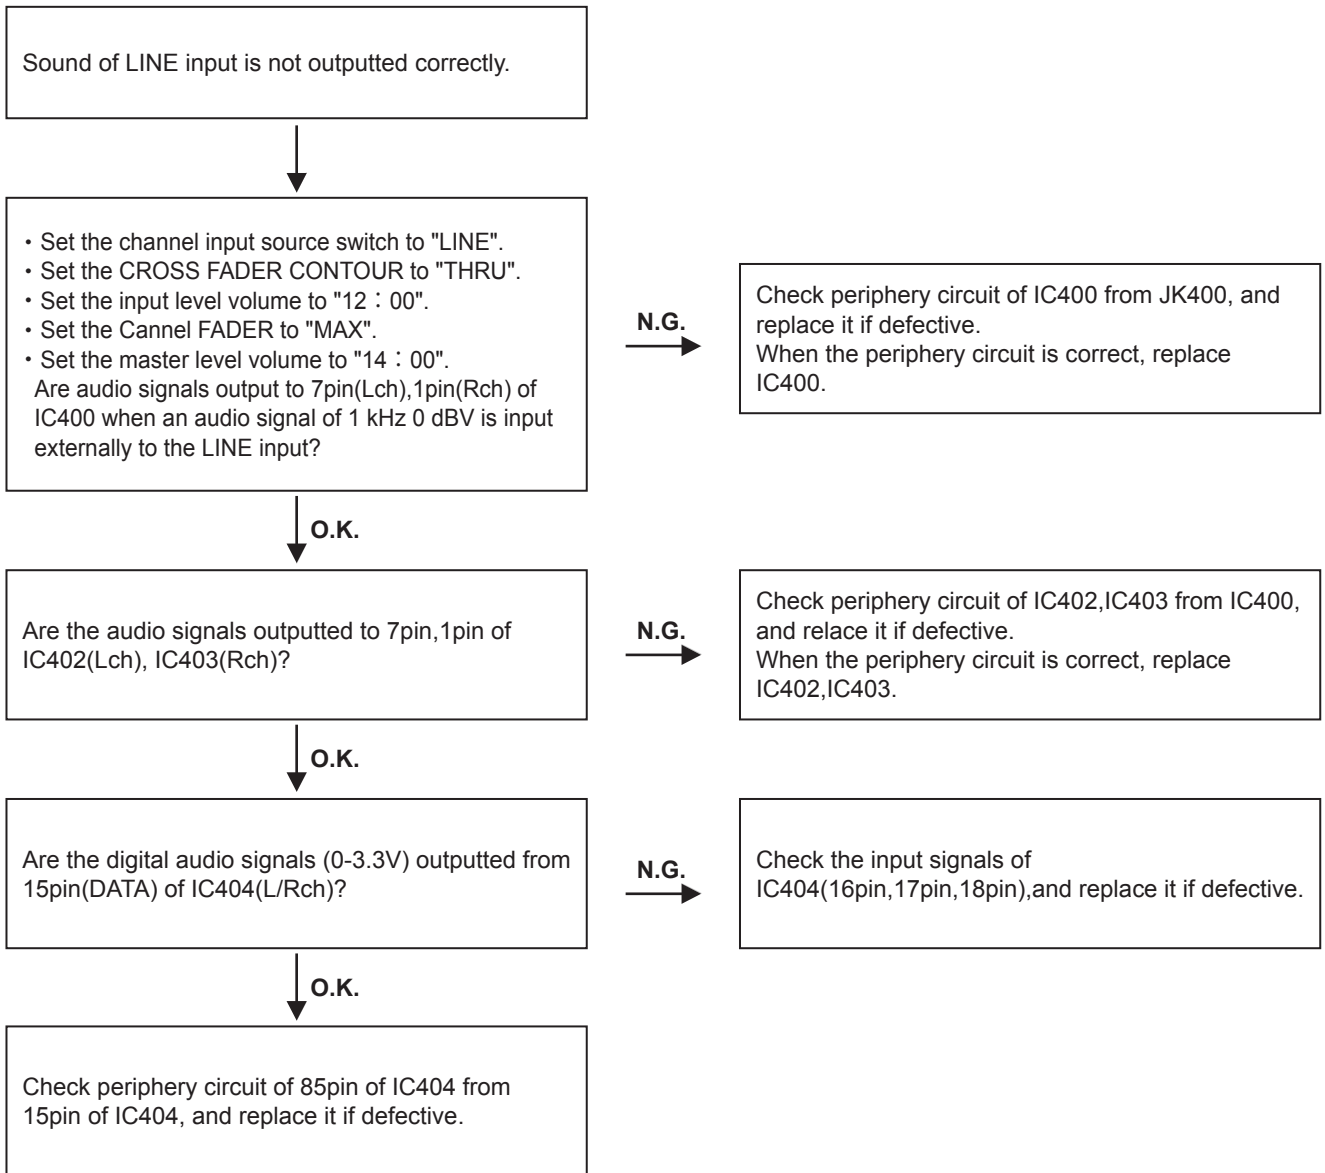 Sound of LINE input is not outputted correctly.
・Set the channel input source switch to "LINE".
・Set the CROSS FADER CONTOUR to "THRU".
・Set the input level volume to "12：00".
・Set the Cannel FADER to "MAX".
・Set the master level volume to "14：00".
Are audio signals output to 7pin(Lch),1pin(Rch) of
IC400 when an audio signal of 1 kHz 0 dBV is input
externally to the LINE input?
N.G.
Check periphery circuit of IC400 from JK400, and
replace it if defective.
When the periphery circuit is correct, replace
IC400.
O.K.
Are the audio signals outputted to 7pin,1pin of
IC402(Lch), IC403(Rch)?
N.G.
Check periphery circuit of IC402,IC403 from IC400,
and relace it if defective.
When the periphery circuit is correct, replace
IC402,IC403.
O.K.
Are the digital audio signals (0-3.3V) outputted from
15pin(DATA) of IC404(L/Rch)?
N.G.
Check the input signals of
IC404(16pin,17pin,18pin),and replace it if defective.
O.K.
Check periphery circuit of 85pin of IC404 from
15pin of IC404, and replace it if defective.